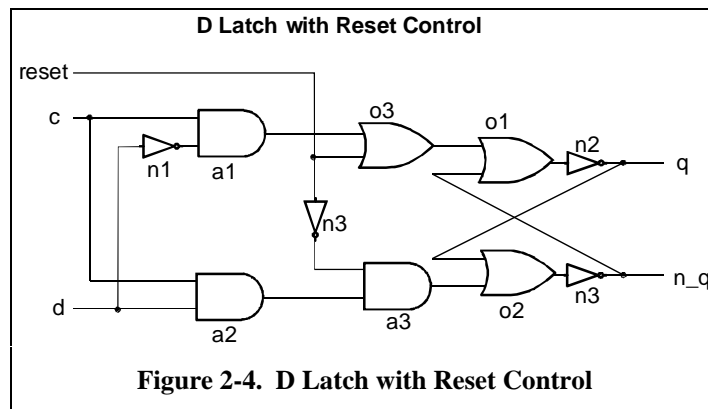 D Latch with Reset Control
reset
c
n1
a1
o3
o1
n2
q
n3
d
a2
a3
o2
n3
n_q
Figure 2-4. D Latch with Reset Control